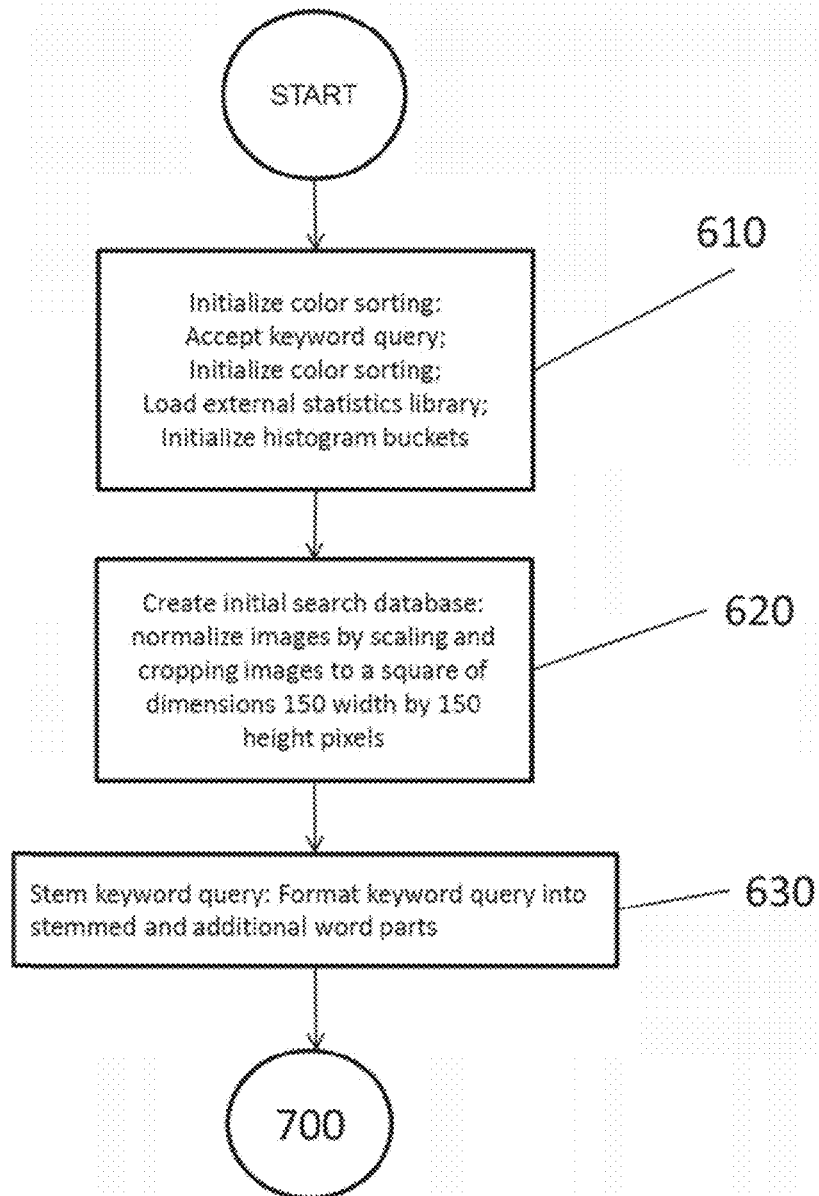 START
610
Initialize color sorting:
Accept keyword query;
Initialize color sorting;
Load external statistics library;
Initialize histogram buckets
620
Create initial search database:
normalize images by scaling and
cropping images to a square of
dimensions 150 width by 150
height pixels
630
Stem keyword query: Format keyword query into
stemmed and additional word parts
700